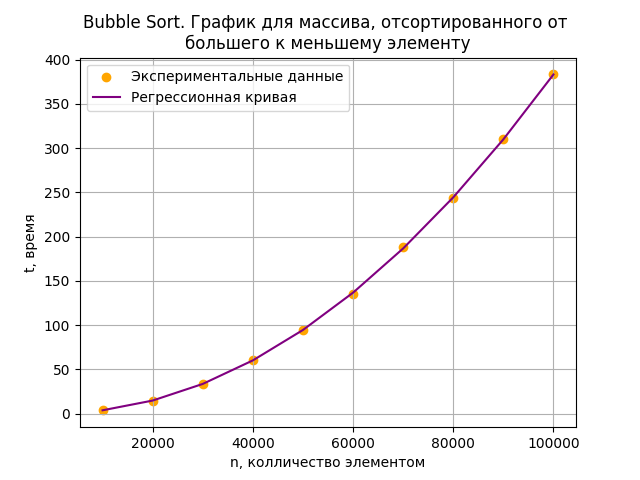 Bubble Sort. График для массива, отсортированного от
большего к меньшему элементу
Экспериментальные данные
Регрессионная кривая
400
350
300
250
200
150
100
50
0
t, время
20000
40000
60000
80000
100000
n, колличество элементом